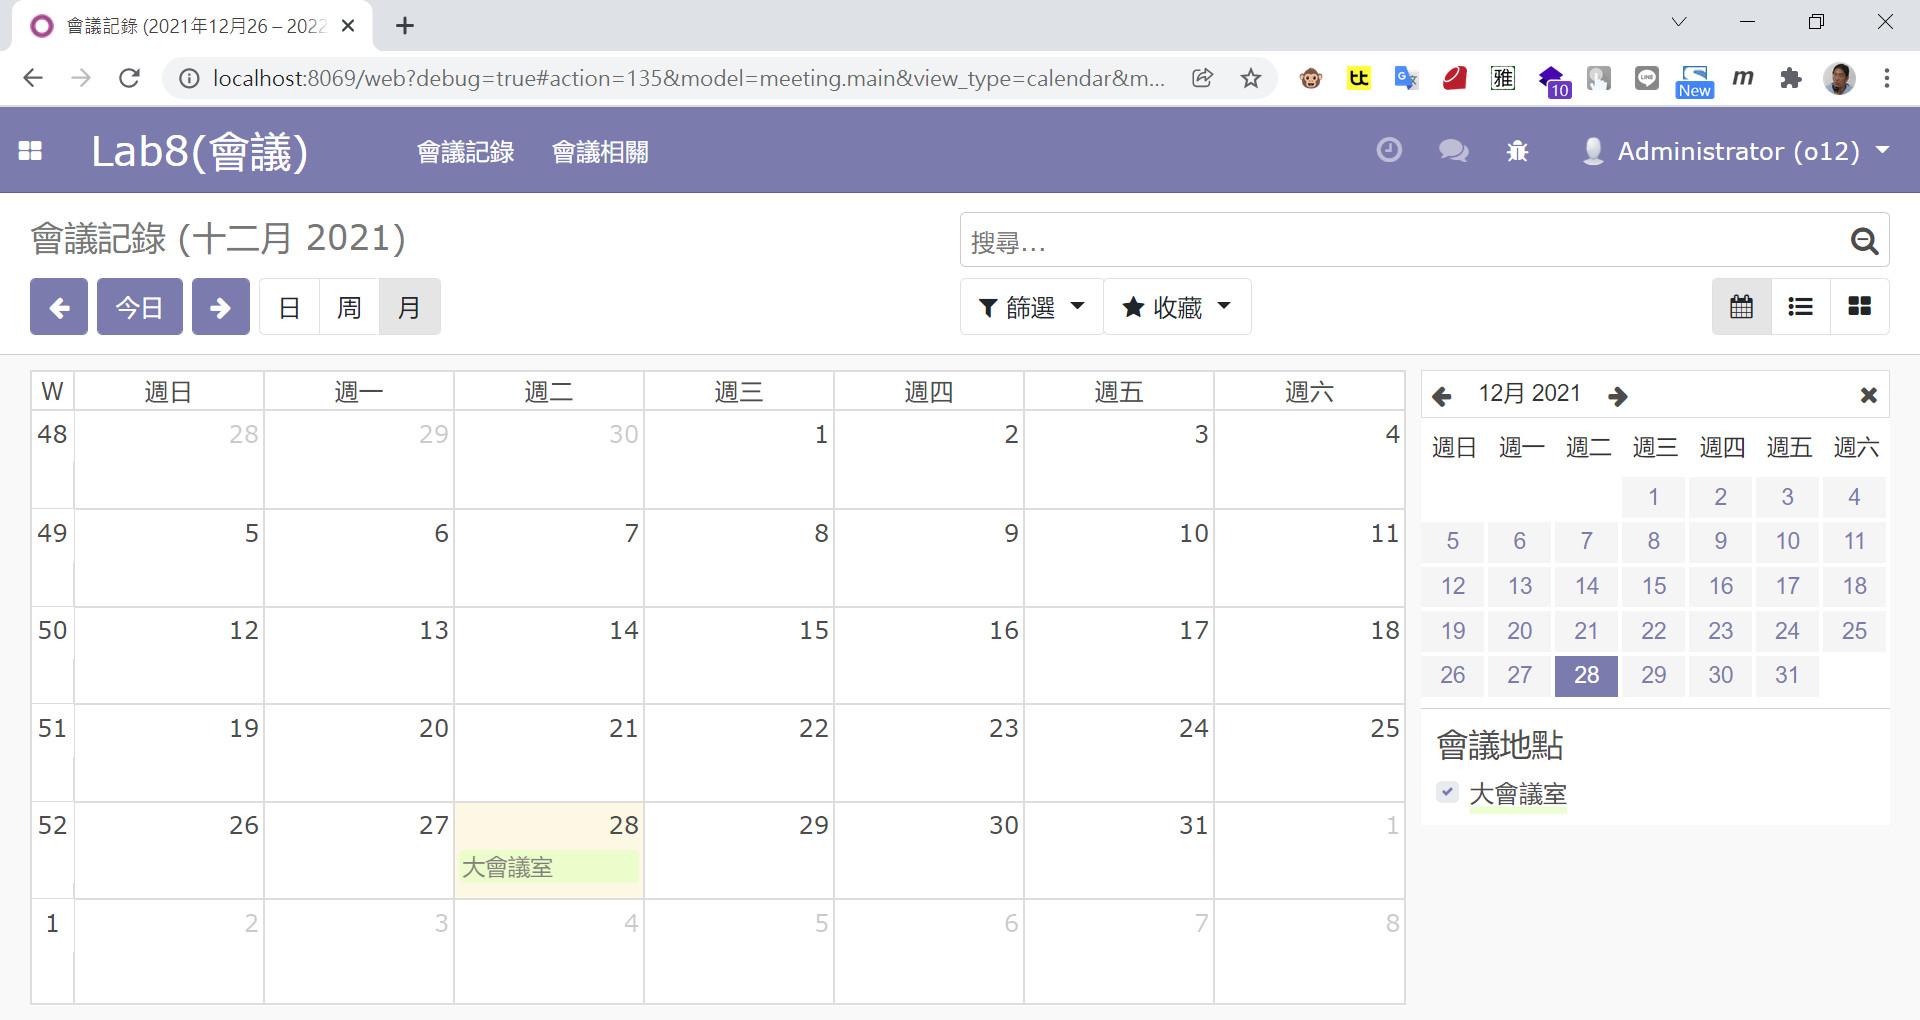 會議記錄 (2021年12月26 – 2022
localhost:8069/web?debug=true#action=135&model=meeting.main&view_type=calendar&m...
tt
雅
10
LINE
New
m
Lab8(會議)
會議記錄
會議相關
Administrator (o12)
會議記錄 (十二月 2021)
搜尋...
今日
日 周 月
篩選
收藏
W 週日 週一 週二 週三 週四 週五 週六
48 28 29 30 1 2 3 4
49 5 6 7 8 9 10 11
50 12 13 14 15 16 17 18
51 19 20 21 22 23 24 25
52 26 27 28 29 30 31 1
大會議室
1 2 3 4 5 6 7 8
12月 2021
週日 週一 週二 週三 週四 週五 週六
1 2 3 4
5 6 7 8 9 10 11
12 13 14 15 16 17 18
19 20 21 22 23 24 25
26 27 28 29 30 31
會議地點
大會議室